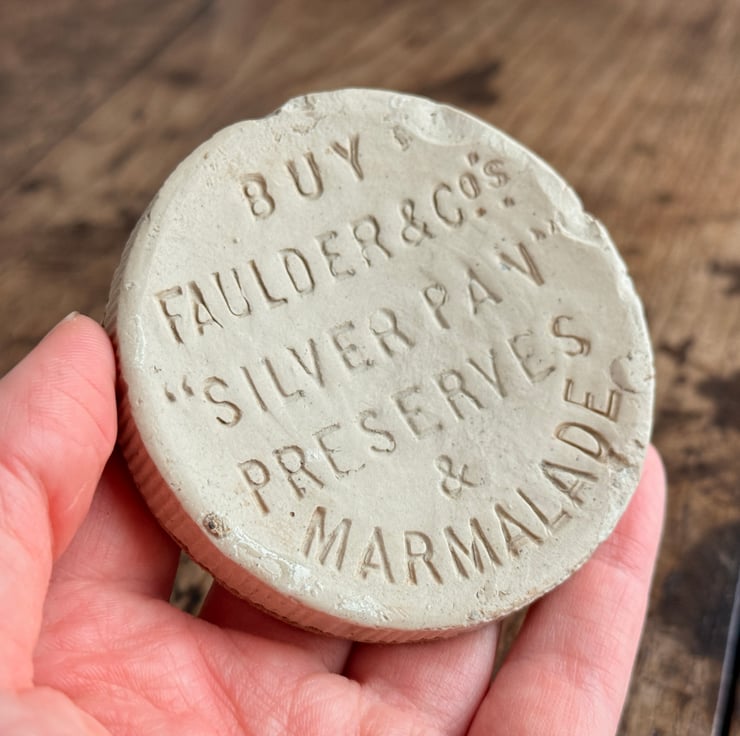 BUY
FAULDER & Co's.
"SILVER PAN"
PRESERVES
&
MARMALADE